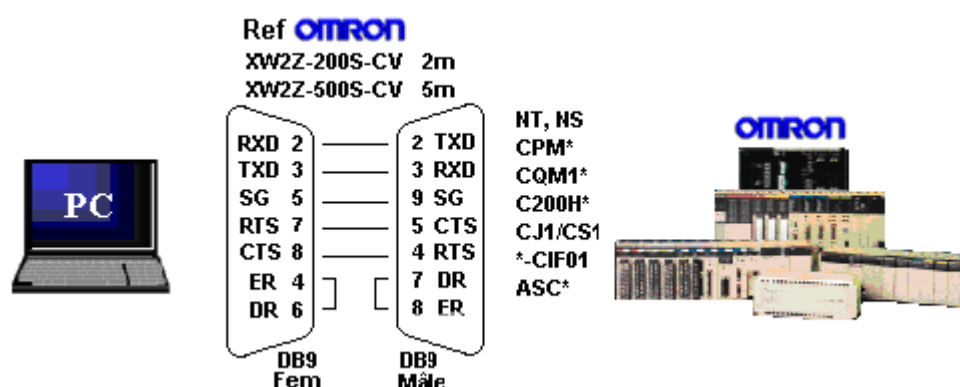 Ref OMRON
XW2Z-200S-CV 2m
XW2Z-500S-CV 5m
PC
RXD 2 2 TXD
TXD 3 3 RXD
SG 5 9 SG
RTS 7 5 CTS
CTS 8 4 RTS
ER 4 7 DR
DR 6 8 ER
DB9 Fem
DB9 Mâle
NT, NS
CPM*
CQM1*
C200H*
CJ1/CS1
*-CIF01
ASC*
OMRON